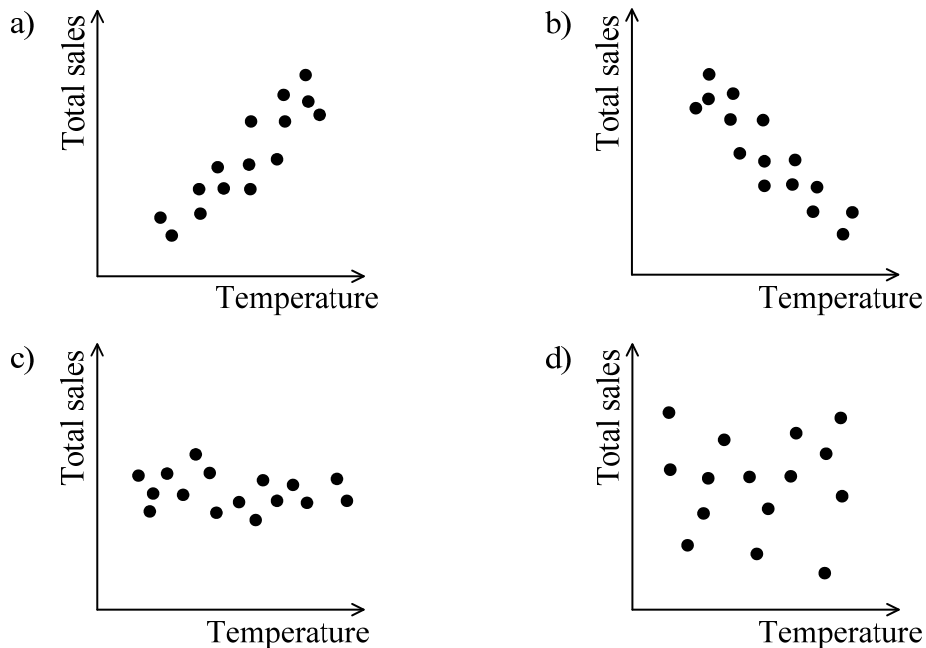 a)
Total sales
Temperature
b)
Total sales
Temperature
c)
Total sales
Temperature
d)
Total sales
Temperature